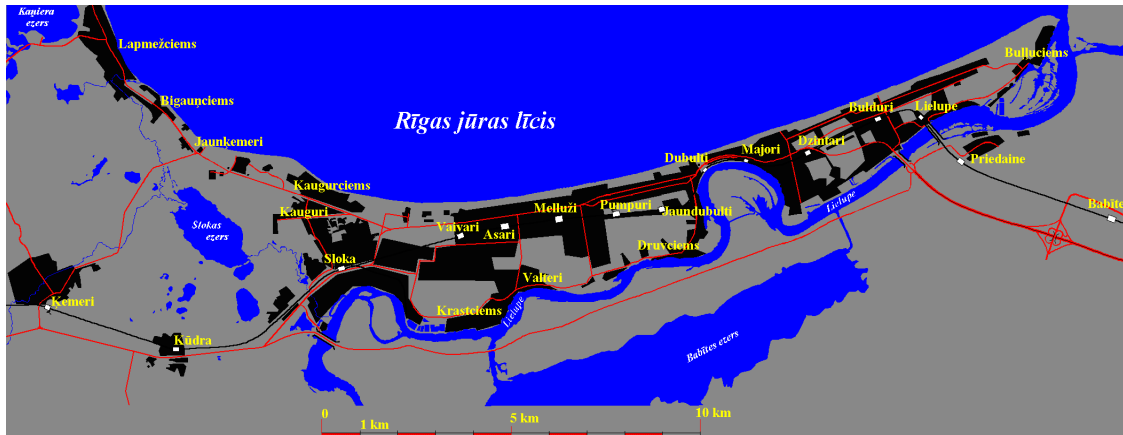 Kaņiera
ezers
Lapmežciems
Bigauņciems
Jaunķemeri
Rīgas jūras līcis
Buļļuciems
Lielupe
Bulduri
Dzintari
Majori
Dubulti
Priedaine
Babīte
Kaugurciems
Kauguri
Slokas
ezers
Sloka
Vaivari
Asari
Melluži
Pumpuri
Jaundubulti
Druvciems
Valteri
Krastciems
Lielupe
Lielupe
Babītes ezers
Ķemeri
Kūdra
0
1 km
5 km
10 km